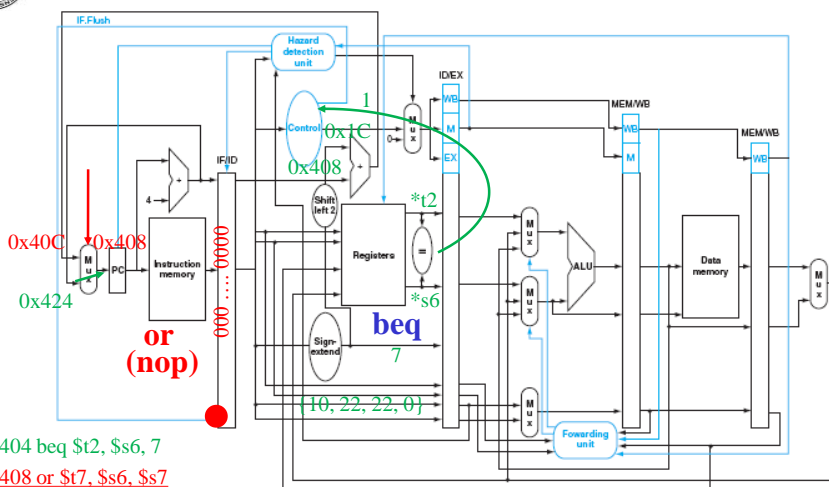 IF.Flush
Hazard
detection
unit
ID/EX
1
WB
Control
M
u
x
M
EX
0x1C
0
0x408
MEM/WB
WB
M
MEM/WB
WB
IF/ID
+
4
+
Shift
left 2
*t2
0x40C
0x408
M
u
x
PC
Instruction
memory
000 ..... 0000
Registers
=
M
u
x
ALU
Data
memory
M
u
x
0x424
*s6
M
u
x
or
(nop)
beq
Sign-
extend
7
{10, 22, 22, 0}
M
u
x
Fowarding
unit
404 beq $t2, $s6, 7
408 or $t7, $s6, $s7